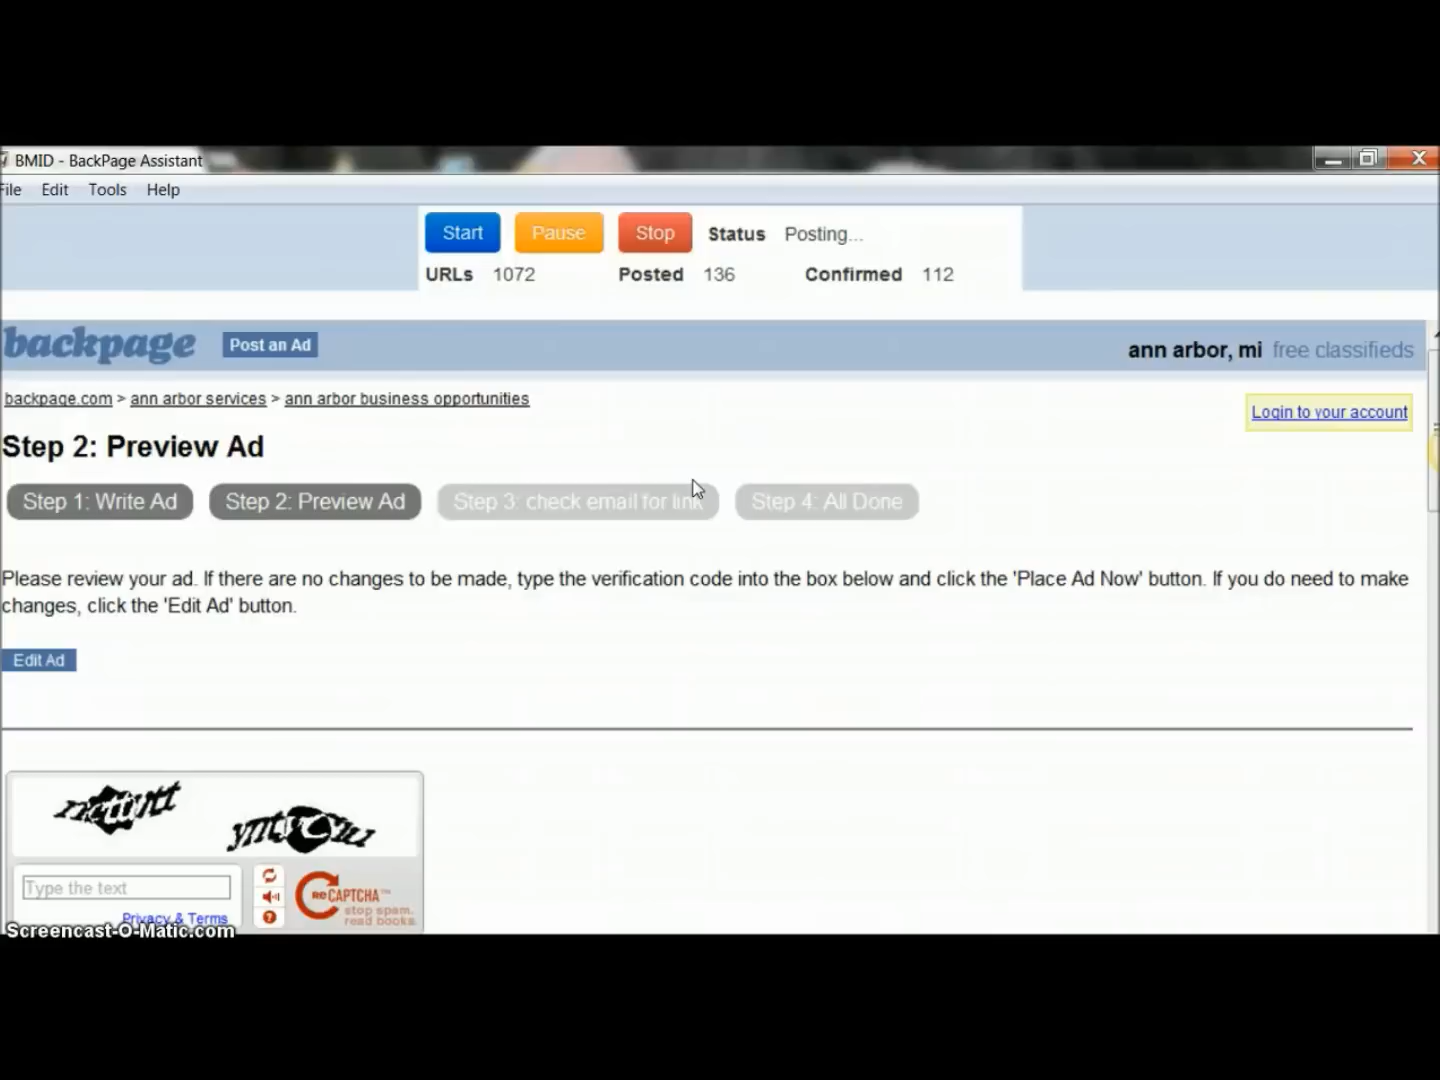 BMID - BackPage Assistant
File Edit Tools Help
Start Pause Stop Status Posting...
URLs 1072 Posted 136 Confirmed 112
backpage Post an Ad ann arbor, mi free classifieds
backpage.com > ann arbor services > ann arbor business opportunities
Login to your account
Step 2: Preview Ad
Step 1: Write Ad Step 2: Preview Ad Step 3: check email for link Step 4: All Done
Please review your ad. If there are no changes to be made, type the verification code into the box below and click the 'Place Ad Now' button. If you do need to make
changes, click the 'Edit Ad' button.
Edit Ad
Type the text
reCAPTCHA™
stop spam.
read books.
Privacy & Terms
Screencast-O-Matic.com